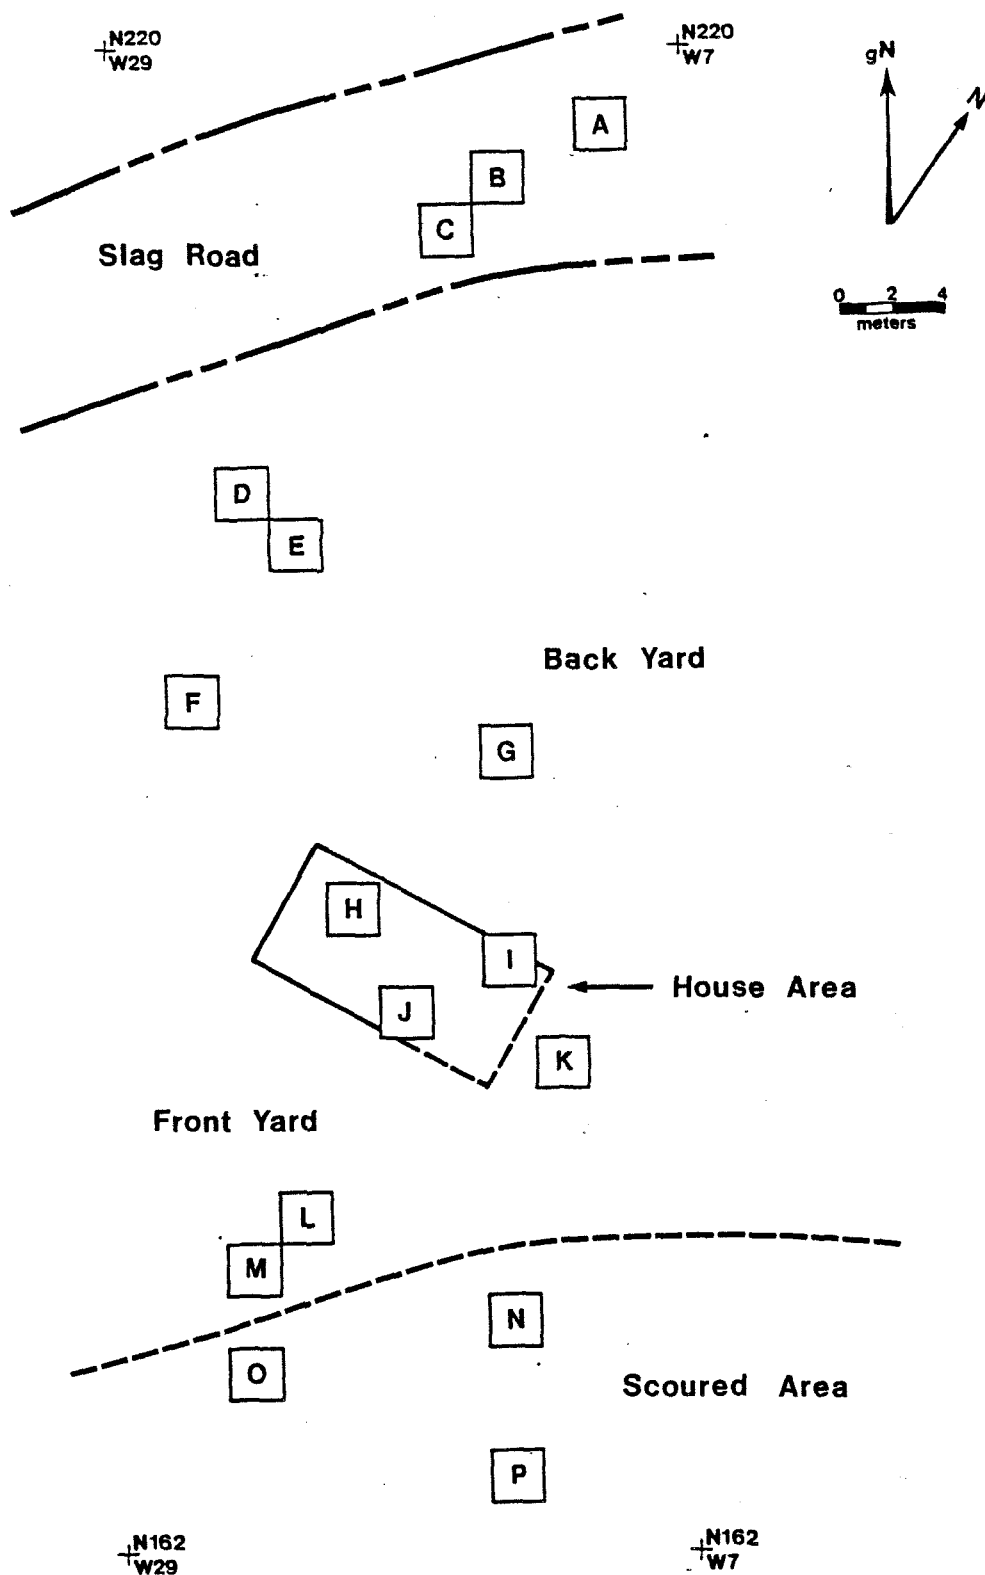 N220
W29
N220
W7
gN
N
A
B
C
Slag Road
0 2 4
meters
D
E
Back Yard
F
G
H
I
House Area
J
K
Front Yard
L
M
N
O
Scoured Area
P
N162
W29
N162
W7